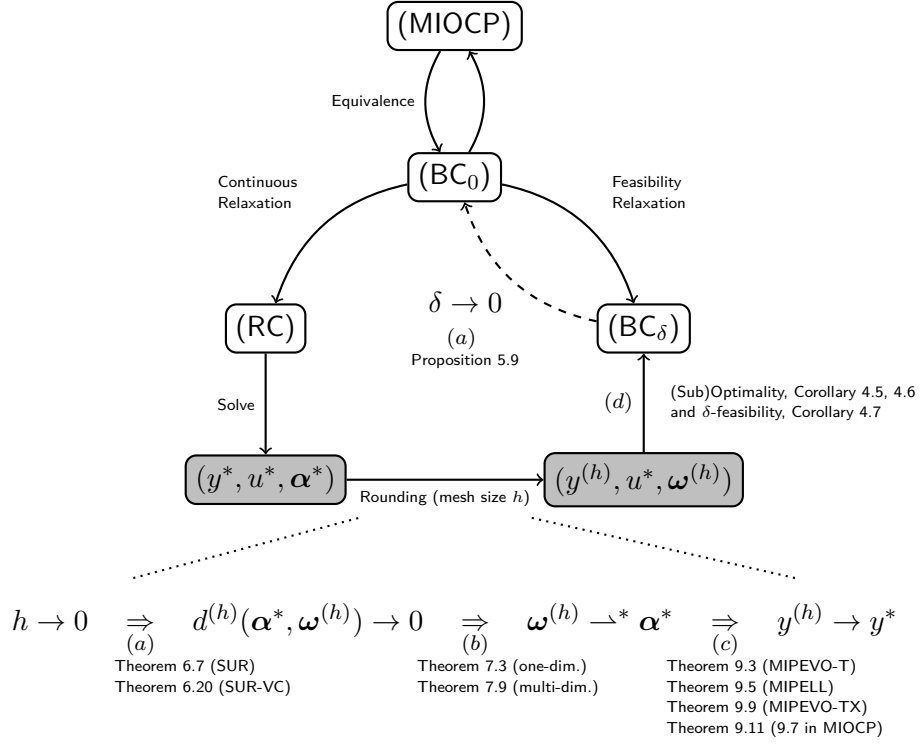 (MIOCP)
Equivalence
(BC₀)
Continuous
Relaxation
Feasibility
Relaxation
δ → 0
(a)
Proposition 5.9
(RC)
(BC_δ)
Solve
(d)
(Sub)Optimality, Corollary 4.5, 4.6
and δ-feasibility, Corollary 4.7
(y*, u*, α*)
Rounding (mesh size h)
(y^(h), u*, ω^(h))
h → 0 ⇒ d^(h)(α*, ω^(h)) → 0 ⇒ ω^(h) ⇀* α* ⇒ y^(h) → y*
(a) (b) (c)
Theorem 6.7 (SUR)
Theorem 6.20 (SUR-VC)
Theorem 7.3 (one-dim.)
Theorem 7.9 (multi-dim.)
Theorem 9.3 (MIPEVO-T)
Theorem 9.5 (MIPELL)
Theorem 9.9 (MIPEVO-TX)
Theorem 9.11 (9.7 in MIOCP)